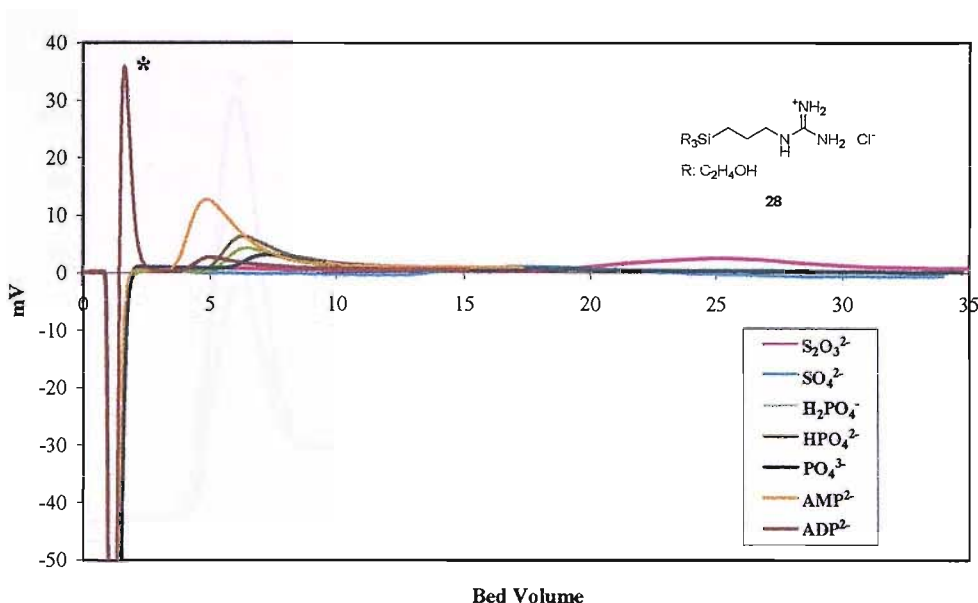 40
30
20
10
0
-10
-20
-30
-40
-50
mV
*
0 5 10 15 20 25 30 35
Bed Volume
+NH2
R3Si N H NH2 Cl-
R: C2H4OH
28
S2O3 2-
SO4 2-
H2PO4 -
HPO4 2-
PO4 3-
AMP2-
ADP2-